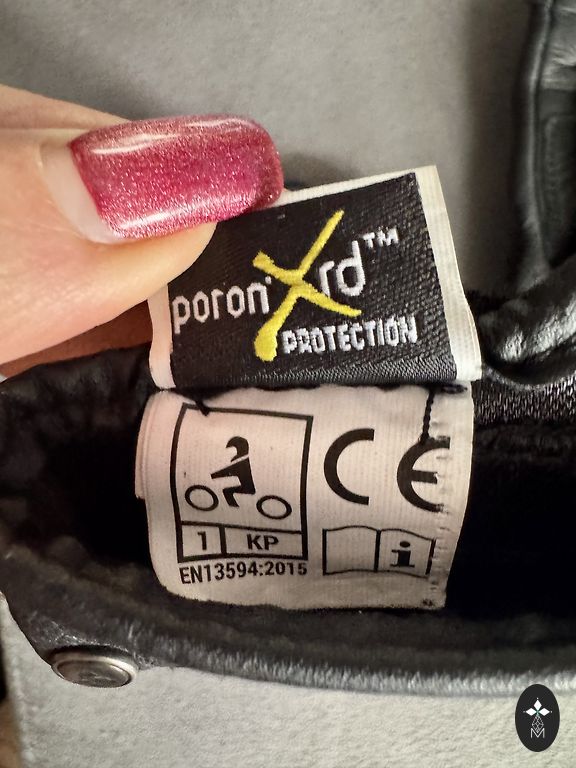 poron® Xrd™
PROTECTION
CE
1 KP
i
EN13594:2015
M